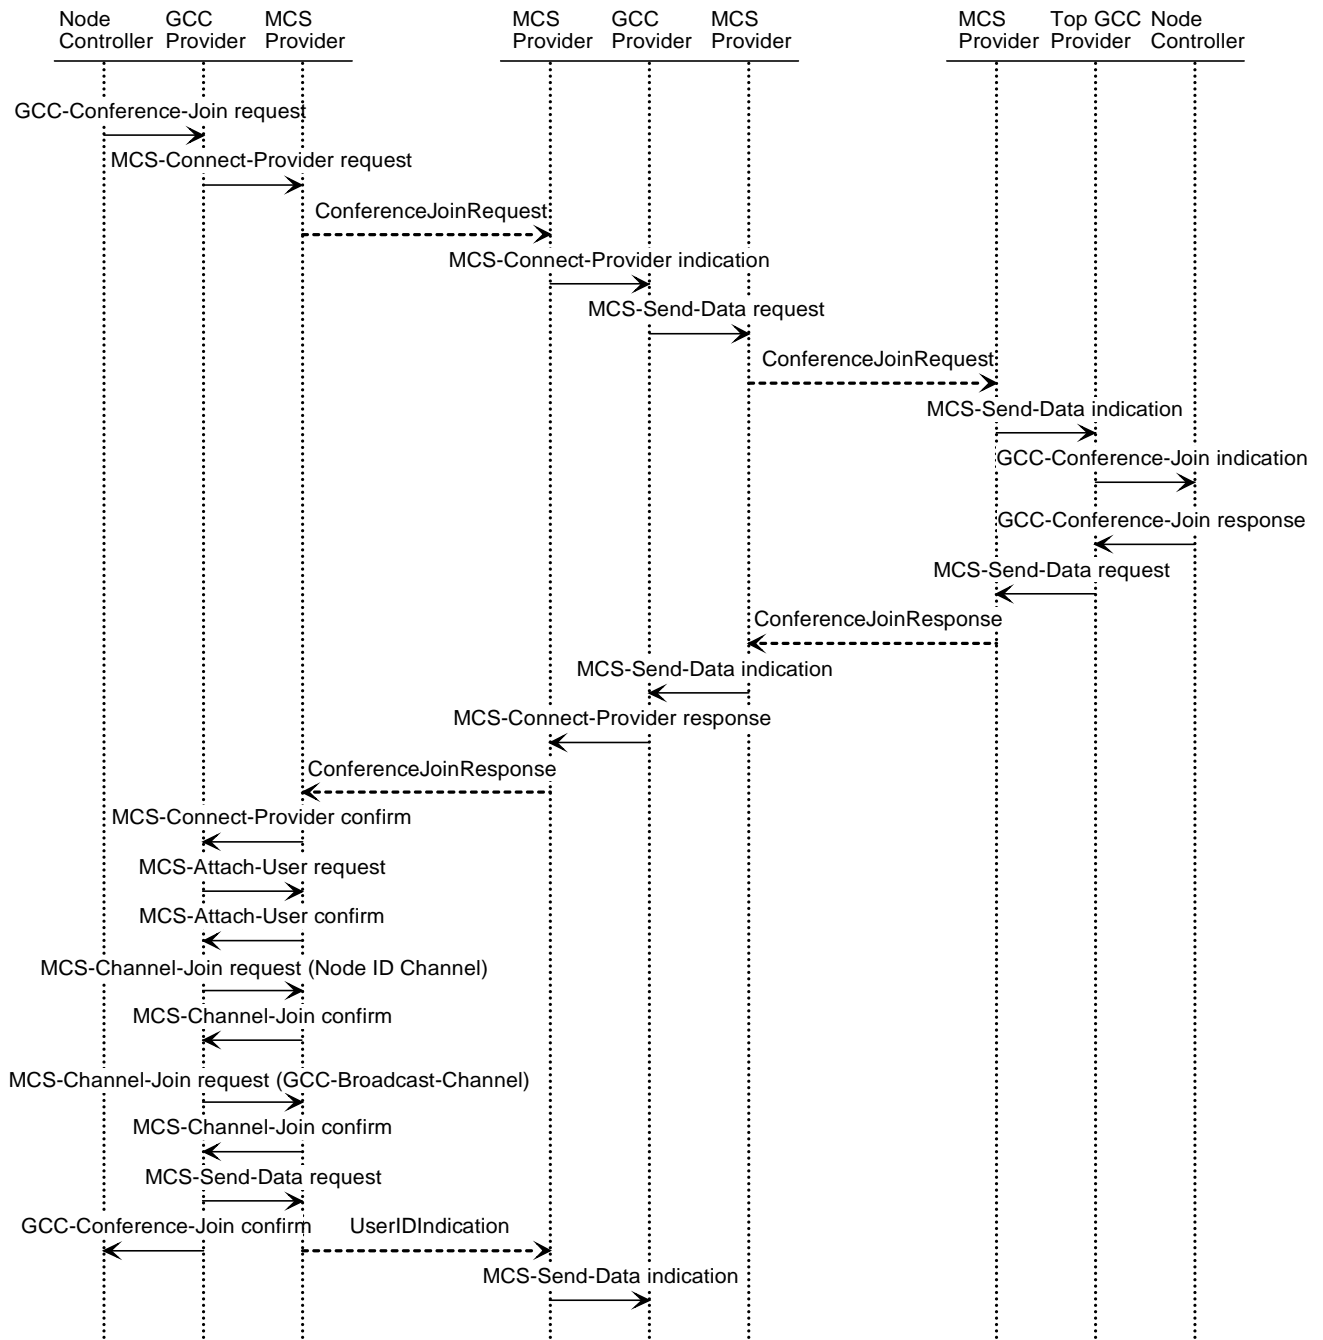 Node
Controller
GCC
Provider
MCS
Provider
MCS
Provider
GCC
Provider
MCS
Provider
MCS
Provider
Top GCC
Provider
Node
Controller
GCC-Conference-Join request
MCS-Connect-Provider request
ConferenceJoinRequest
MCS-Connect-Provider indication
MCS-Send-Data request
ConferenceJoinRequest
MCS-Send-Data indication
GCC-Conference-Join indication
GCC-Conference-Join response
MCS-Send-Data request
ConferenceJoinResponse
MCS-Send-Data indication
MCS-Connect-Provider response
ConferenceJoinResponse
MCS-Connect-Provider confirm
MCS-Attach-User request
MCS-Attach-User confirm
MCS-Channel-Join request (Node ID Channel)
MCS-Channel-Join confirm
MCS-Channel-Join request (GCC-Broadcast-Channel)
MCS-Channel-Join confirm
MCS-Send-Data request
GCC-Conference-Join confirm
UserIDIndication
MCS-Send-Data indication